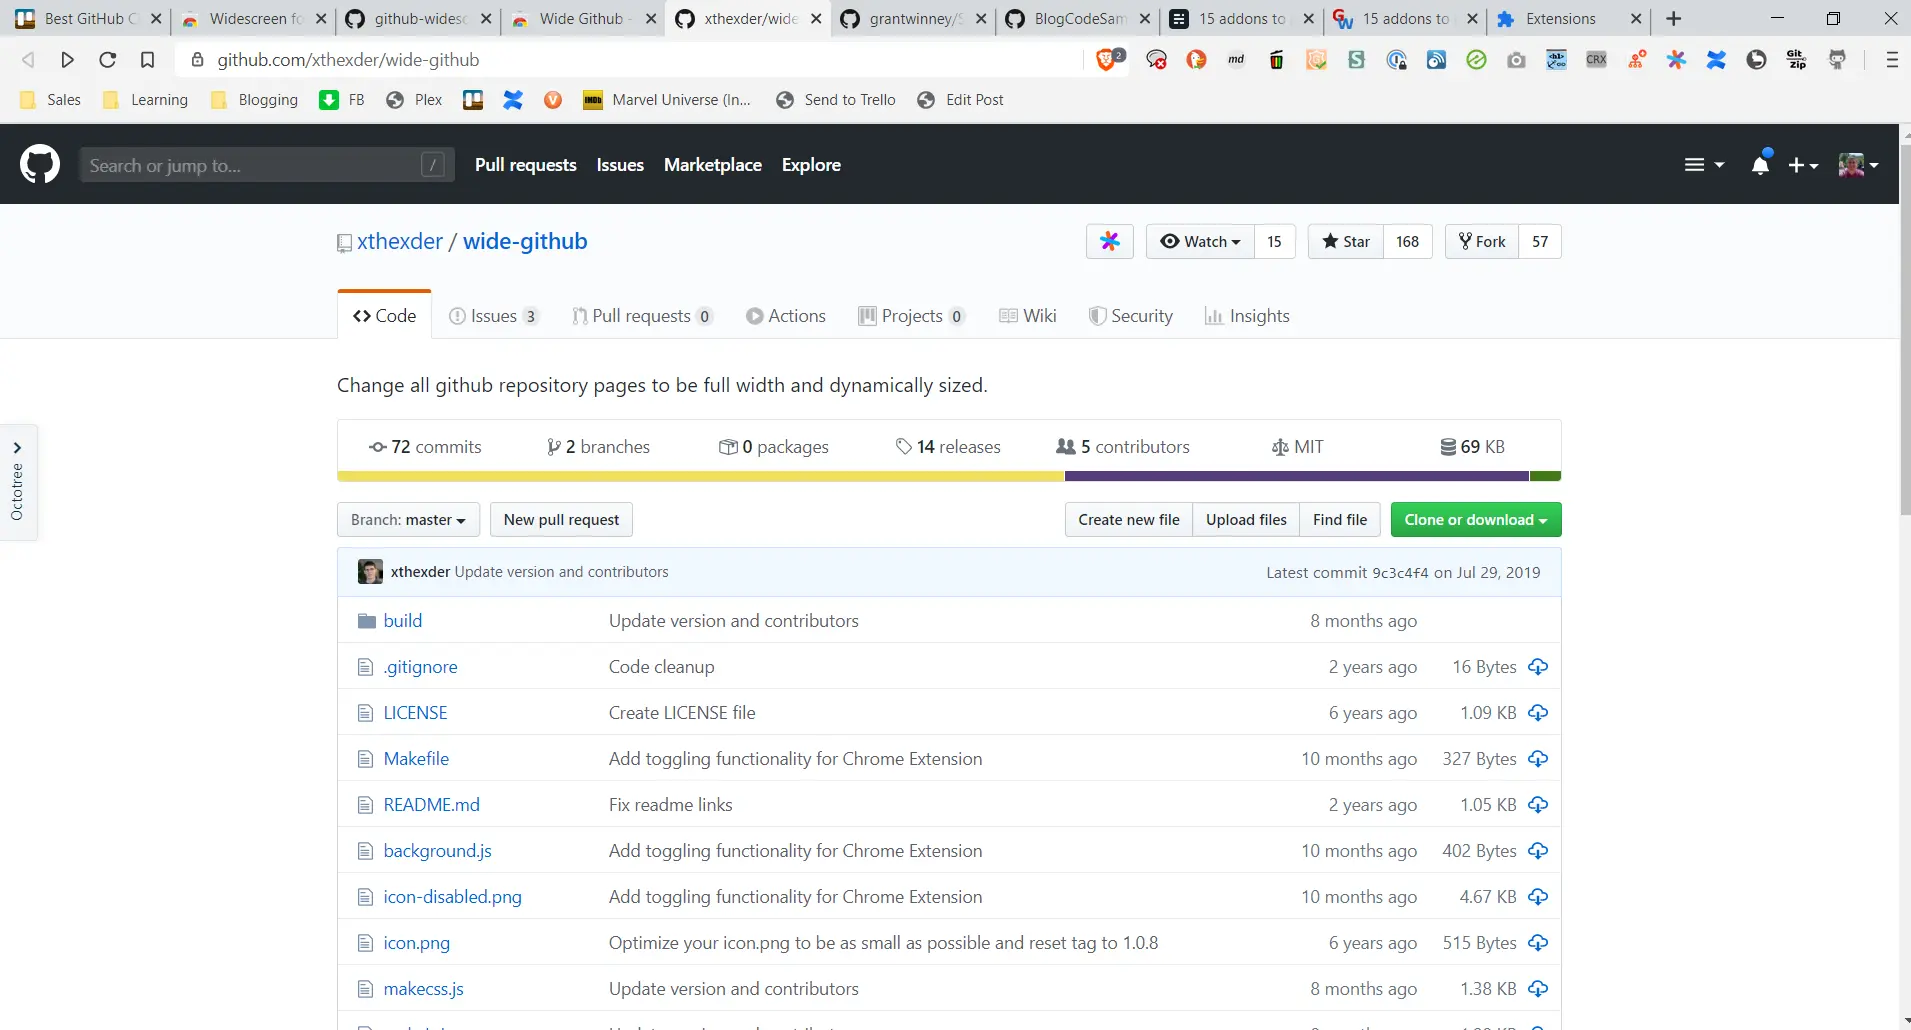 Best GitHub C Widescreen fo github-widesc Wide Github - xthexder/wide grantwinney/S BlogCodeSam 15 addons to 15 addons to Extensions
github.com/xthexder/wide-github 2 md CRX Git Zip
Sales Learning Blogging FB Plex IMDb Marvel Universe (In... Send to Trello Edit Post
Search or jump to... / Pull requests Issues Marketplace Explore
xthexder / wide-github Watch 15 Star 168 Fork 57
Code Issues 3 Pull requests 0 Actions Projects 0 Wiki Security Insights
Change all github repository pages to be full width and dynamically sized.
72 commits 2 branches 0 packages 14 releases 5 contributors MIT 69 KB
Octotree
Branch: master New pull request Create new file Upload files Find file Clone or download
xthexder Update version and contributors Latest commit 9c3c4f4 on Jul 29, 2019
build Update version and contributors 8 months ago
.gitignore Code cleanup 2 years ago 16 Bytes
LICENSE Create LICENSE file 6 years ago 1.09 KB
Makefile Add toggling functionality for Chrome Extension 10 months ago 327 Bytes
README.md Fix readme links 2 years ago 1.05 KB
background.js Add toggling functionality for Chrome Extension 10 months ago 402 Bytes
icon-disabled.png Add toggling functionality for Chrome Extension 10 months ago 4.67 KB
icon.png Optimize your icon.png to be as small as possible and reset tag to 1.0.8 6 years ago 515 Bytes
makecss.js Update version and contributors 8 months ago 1.38 KB